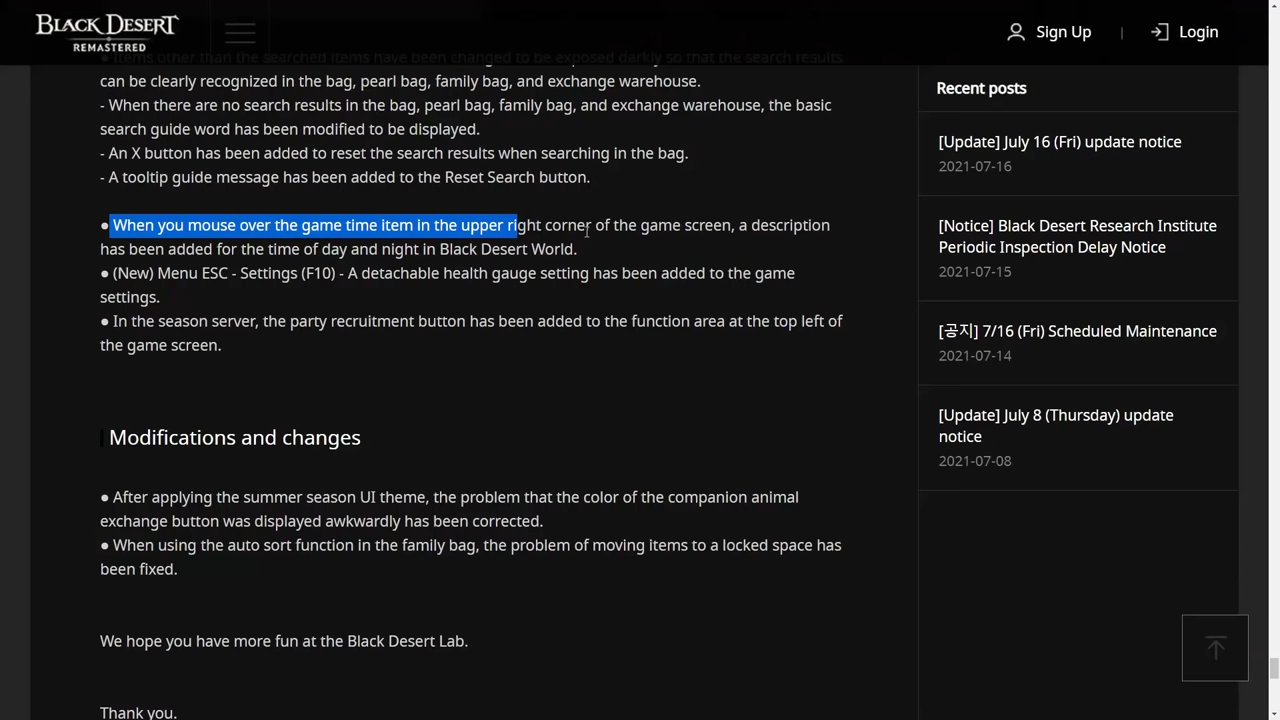 BLACK DESERT
REMASTERED
Sign Up
Login
● Items other than the searched items have been changed to be exposed darkly so that the search results
can be clearly recognized in the bag, pearl bag, family bag, and exchange warehouse.
- When there are no search results in the bag, pearl bag, family bag, and exchange warehouse, the basic
search guide word has been modified to be displayed.
- An X button has been added to reset the search results when searching in the bag.
- A tooltip guide message has been added to the Reset Search button.
● When you mouse over the game time item in the upper right corner of the game screen, a description
has been added for the time of day and night in Black Desert World.
● (New) Menu ESC - Settings (F10) - A detachable health gauge setting has been added to the game
settings.
● In the season server, the party recruitment button has been added to the function area at the top left of
the game screen.
Modifications and changes
● After applying the summer season UI theme, the problem that the color of the companion animal
exchange button was displayed awkwardly has been corrected.
● When using the auto sort function in the family bag, the problem of moving items to a locked space has
been fixed.
We hope you have more fun at the Black Desert Lab.
Thank you.
Recent posts
[Update] July 16 (Fri) update notice
2021-07-16
[Notice] Black Desert Research Institute
Periodic Inspection Delay Notice
2021-07-15
[공지] 7/16 (Fri) Scheduled Maintenance
2021-07-14
[Update] July 8 (Thursday) update
notice
2021-07-08